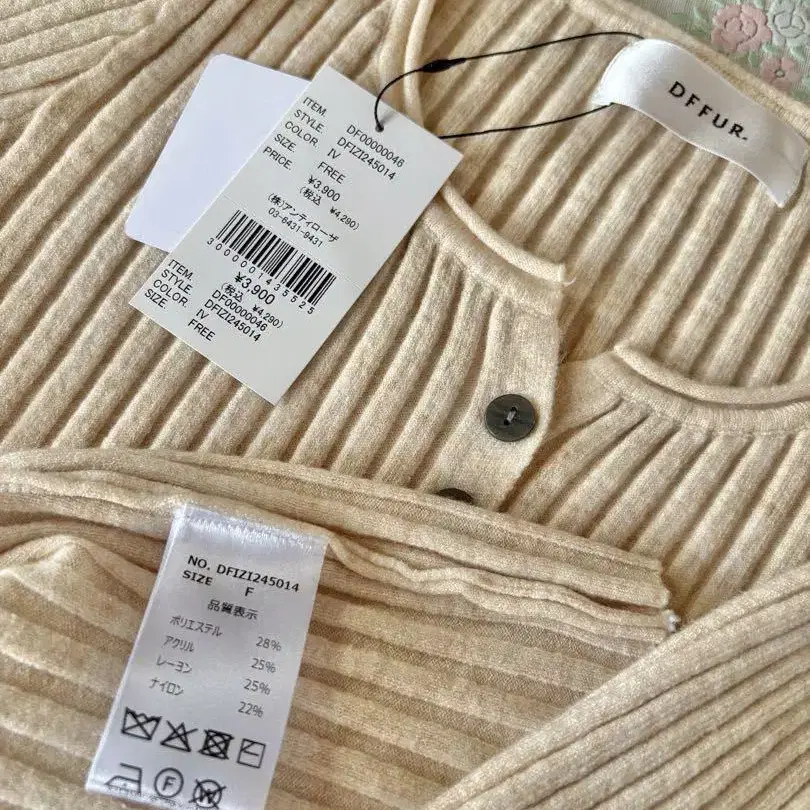 DFFUR.
ITEM. DF00000046
STYLE. DFIZI245014
COLOR. IV
SIZE. FREE
PRICE. ¥3,900
(税込 ¥4,290)
(株)アンティローザ
03-6431-9431
3000001435525
¥3,900
(税込 ¥4,290)
ITEM. DF00000046
STYLE. DFIZI245014
COLOR. IV
SIZE. FREE
NO. DFIZI245014
SIZE F
品質表示
ポリエステル 28%
アクリル 25%
レーヨン 25%
ナイロン 22%
F
W